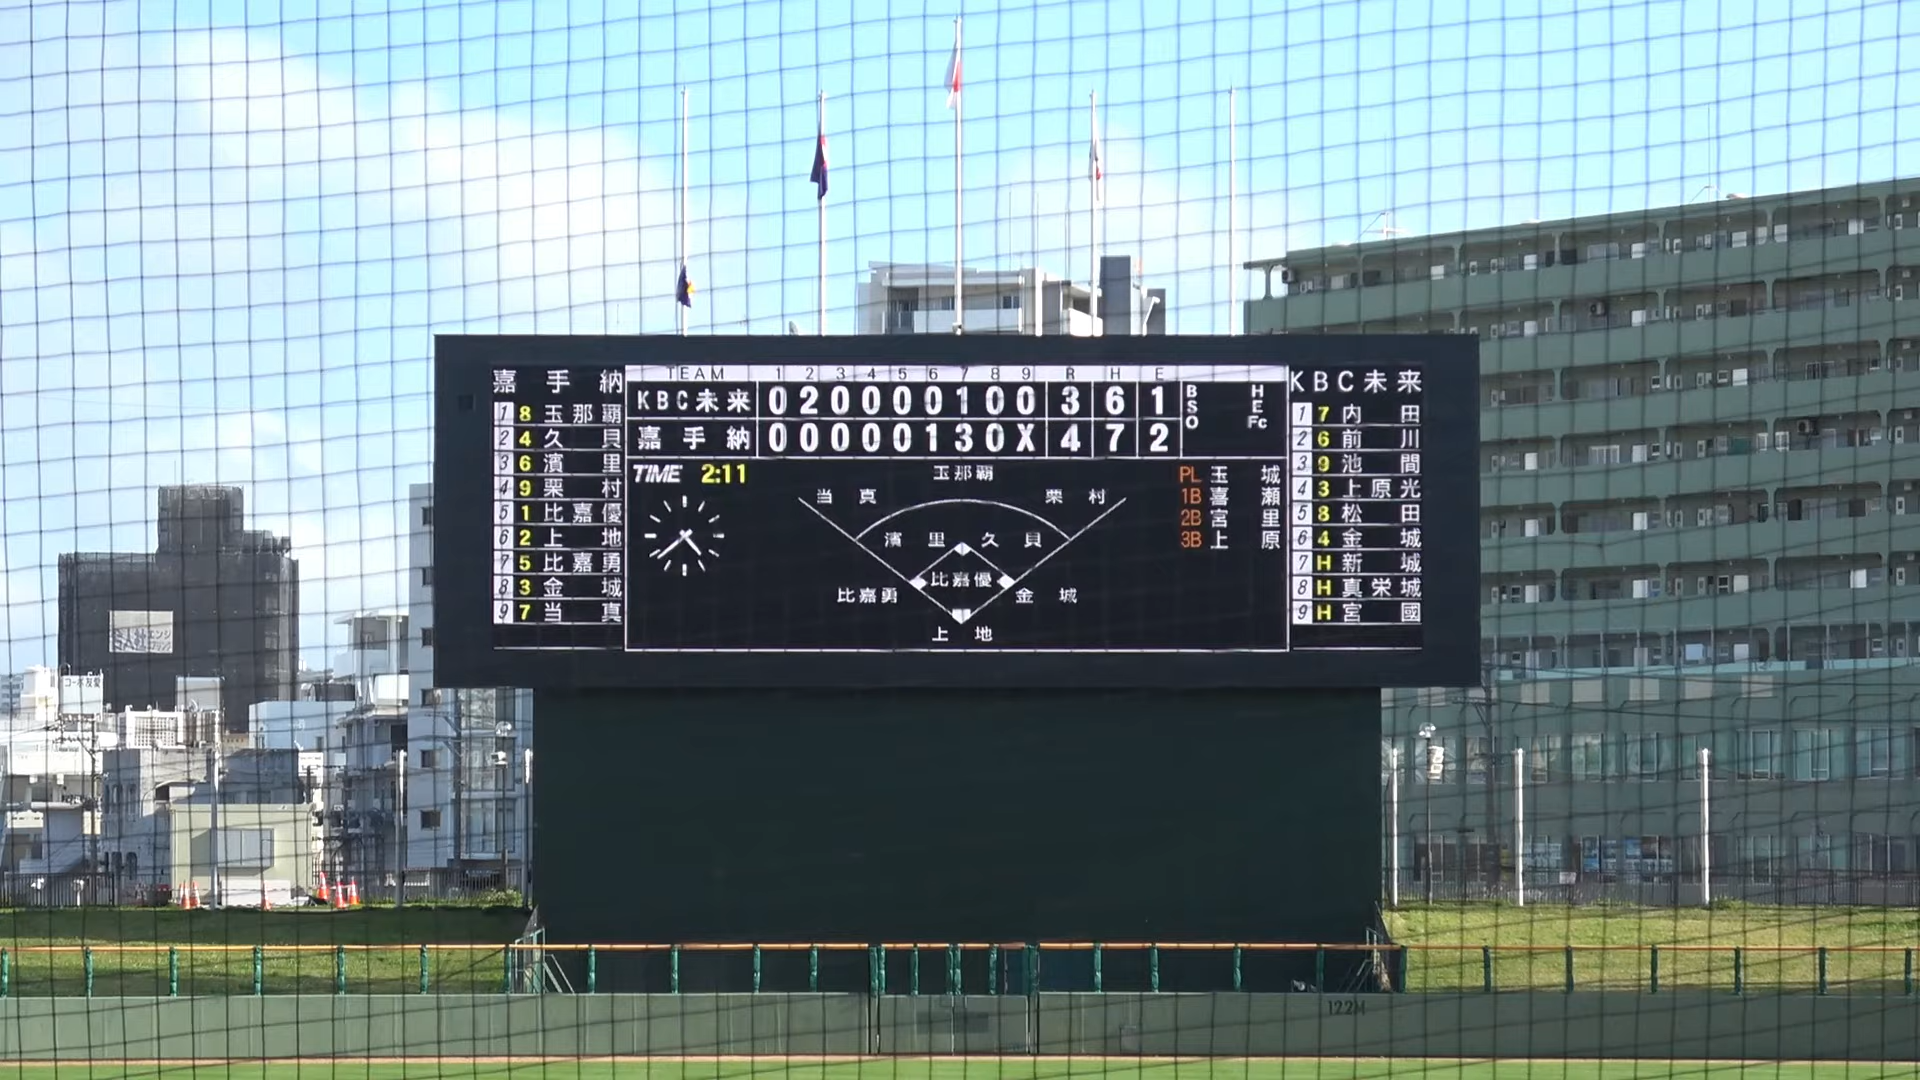 嘉手納
1 8 玉那覇
2 4 久貝
3 6 濱里
4 9 栗村
5 1 比嘉優
6 2 上地
7 5 比嘉勇
8 3 金城
9 7 当真
TEAM 1 2 3 4 5 6 7 8 9 R H E
KBC未来 0 2 0 0 0 0 1 0 0 3 6 1
嘉手納 0 0 0 0 0 1 3 0 X 4 7 2
B H
S E
O Fc
TIME 2:11
玉那覇
当真 栗村
濱里 久貝
比嘉優
比嘉勇 金城
上地
PL 玉城
1B 喜瀬
2B 宮里
3B 上原
KBC未来
1 7 内田
2 6 前川
3 9 池間
4 3 上原光
5 8 松田
6 4 金城
7 H 新城
8 H 真栄城
9 H 宮國
122M